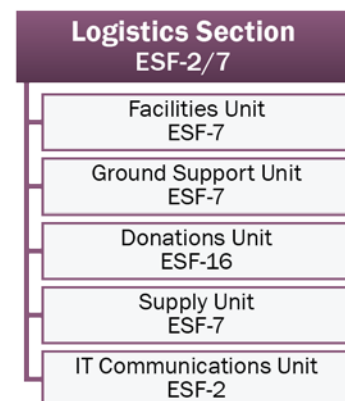 Logistics Section
ESF-2/7
Facilities Unit
ESF-7
Ground Support Unit
ESF-7
Donations Unit
ESF-16
Supply Unit
ESF-7
IT Communications Unit
ESF-2